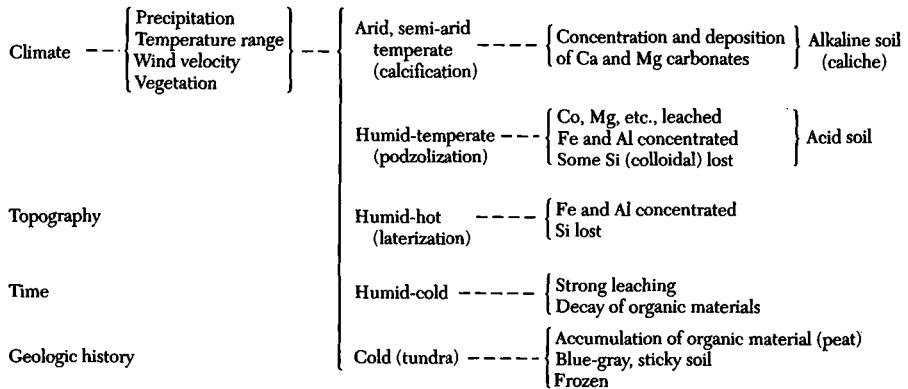 Climate
Precipitation
Temperature range
Wind velocity
Vegetation
Arid, semi-arid
temperate
(calcification)
Concentration and deposition
of Ca and Mg carbonates
Alkaline soil
(caliche)
Humid-temperate
(podzolization)
Co, Mg, etc., leached
Fe and Al concentrated
Some Si (colloidal) lost
Acid soil
Topography
Humid-hot
(laterization)
Fe and Al concentrated
Si lost
Time
Humid-cold
Strong leaching
Decay of organic materials
Geologic history
Cold (tundra)
Accumulation of organic material (peat)
Blue-gray, sticky soil
Frozen